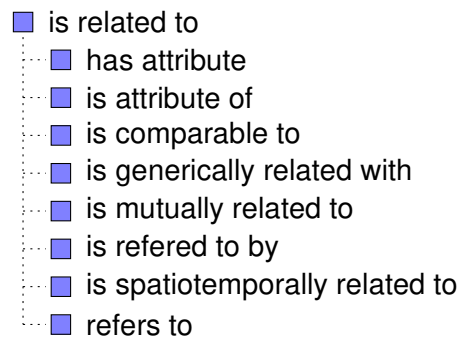 is related to
has attribute
is attribute of
is comparable to
is generically related with
is mutually related to
is refered to by
is spatiotemporally related to
refers to